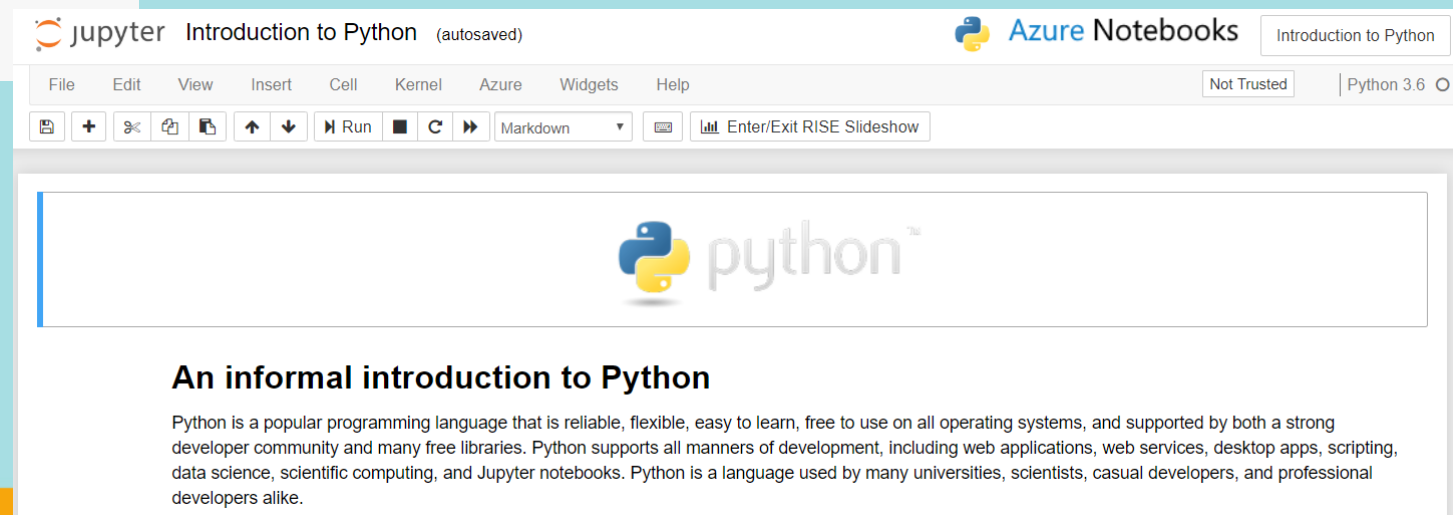 jupyter Introduction to Python (autosaved) Azure Notebooks Introduction to Python
File Edit View Insert Cell Kernel Azure Widgets Help Not Trusted Python 3.6
Run Markdown Enter/Exit RISE Slideshow
python™
An informal introduction to Python
Python is a popular programming language that is reliable, flexible, easy to learn, free to use on all operating systems, and supported by both a strong
developer community and many free libraries. Python supports all manners of development, including web applications, web services, desktop apps, scripting,
data science, scientific computing, and Jupyter notebooks. Python is a language used by many universities, scientists, casual developers, and professional
developers alike.